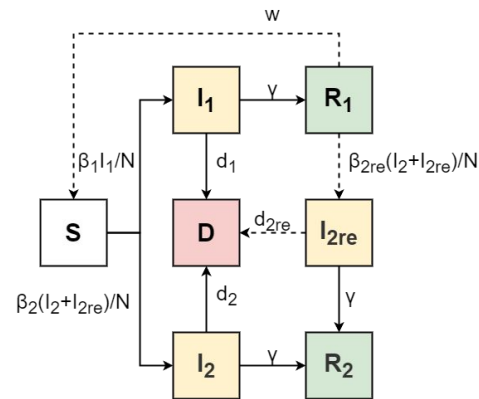 w
I₁
γ
R₁
β₁I₁/N
d₁
β₂ᵣₑ(I₂+I₂ᵣₑ)/N
S
D
d₂ᵣₑ
I₂ᵣₑ
β₂(I₂+I₂ᵣₑ)/N
d₂
γ
I₂
γ
R₂